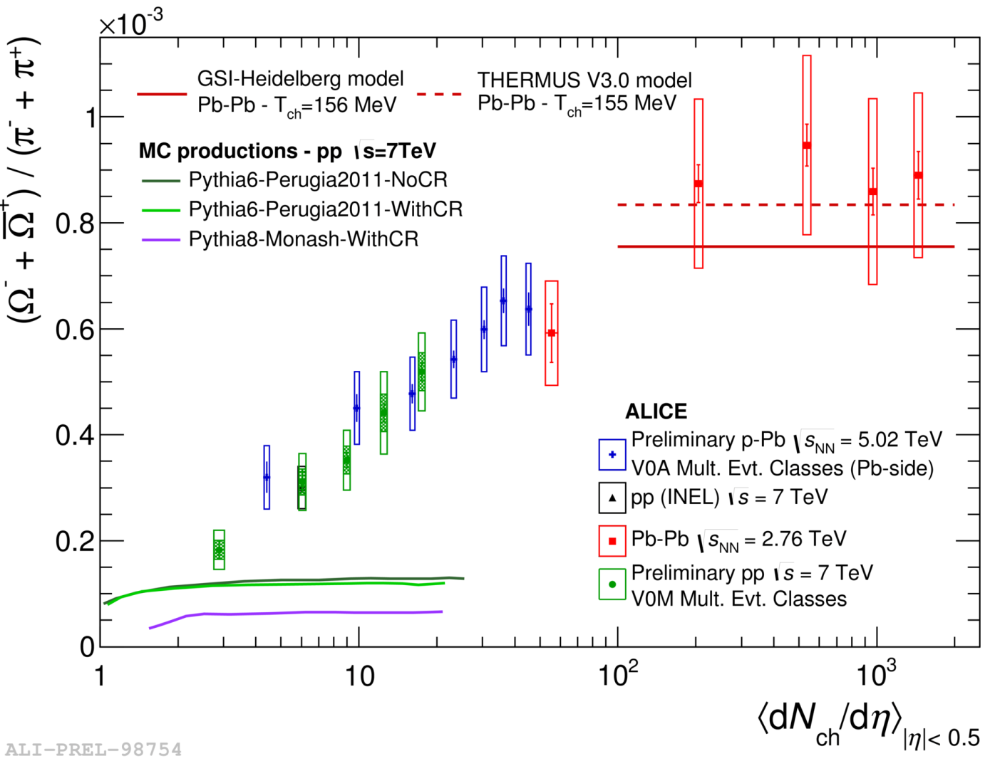 ×10⁻³
(Ω⁻ + Ω̅⁺) / (π⁻ + π⁺)
GSI-Heidelberg model
Pb-Pb - T_ch=156 MeV
THERMUS V3.0 model
Pb-Pb - T_ch=155 MeV
MC productions - pp √s=7TeV
Pythia6-Perugia2011-NoCR
Pythia6-Perugia2011-WithCR
Pythia8-Monash-WithCR
1
0.8
0.6
0.4
0.2
0
ALICE
Preliminary p-Pb √s_NN = 5.02 TeV
V0A Mult. Evt. Classes (Pb-side)
pp (INEL) √s = 7 TeV
Pb-Pb √s_NN = 2.76 TeV
Preliminary pp √s = 7 TeV
V0M Mult. Evt. Classes
1
10
10²
10³
⟨dN_ch/dη⟩_|η|< 0.5
ALI-PREL-98754